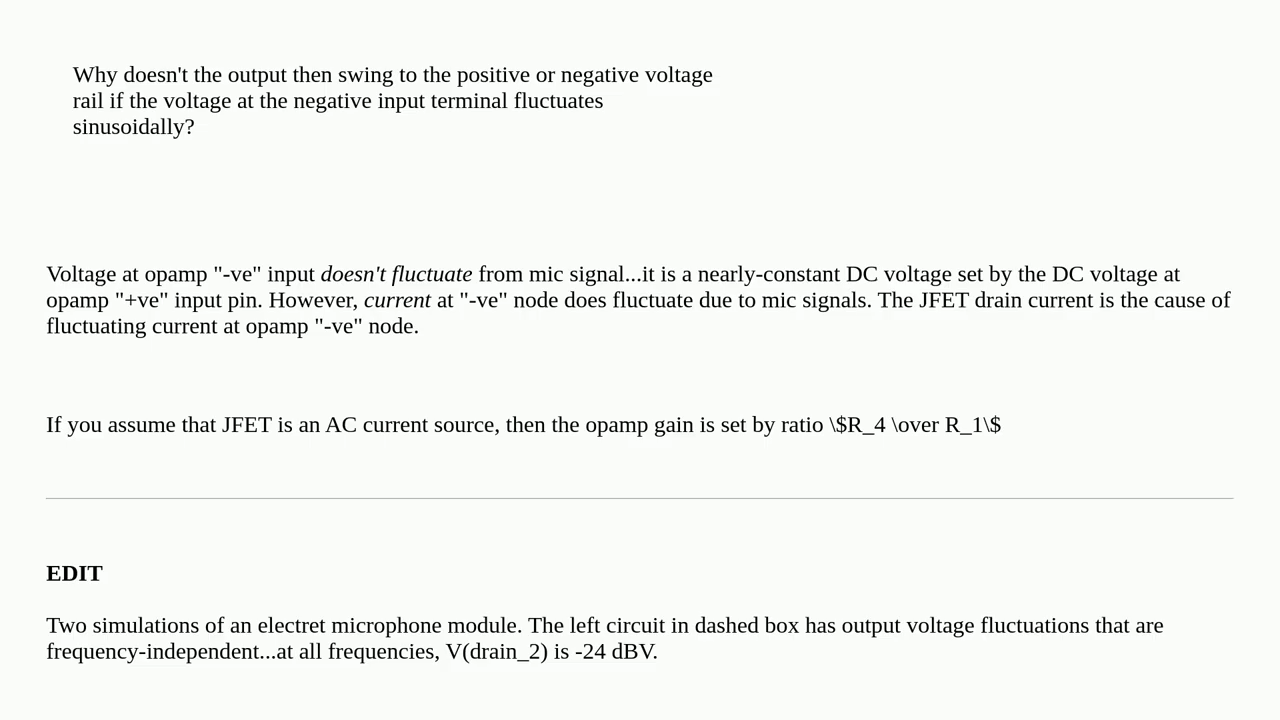 Why doesn't the output then swing to the positive or negative voltage
rail if the voltage at the negative input terminal fluctuates
sinusoidally?
Voltage at opamp "-ve" input doesn't fluctuate from mic signal...it is a nearly-constant DC voltage set by the DC voltage at
opamp "+ve" input pin. However, current at "-ve" node does fluctuate due to mic signals. The JFET drain current is the cause of
fluctuating current at opamp "-ve" node.
If you assume that JFET is an AC current source, then the opamp gain is set by ratio \$R_4 \over R_1\$
EDIT
Two simulations of an electret microphone module. The left circuit in dashed box has output voltage fluctuations that are
frequency-independent...at all frequencies, V(drain_2) is -24 dBV.